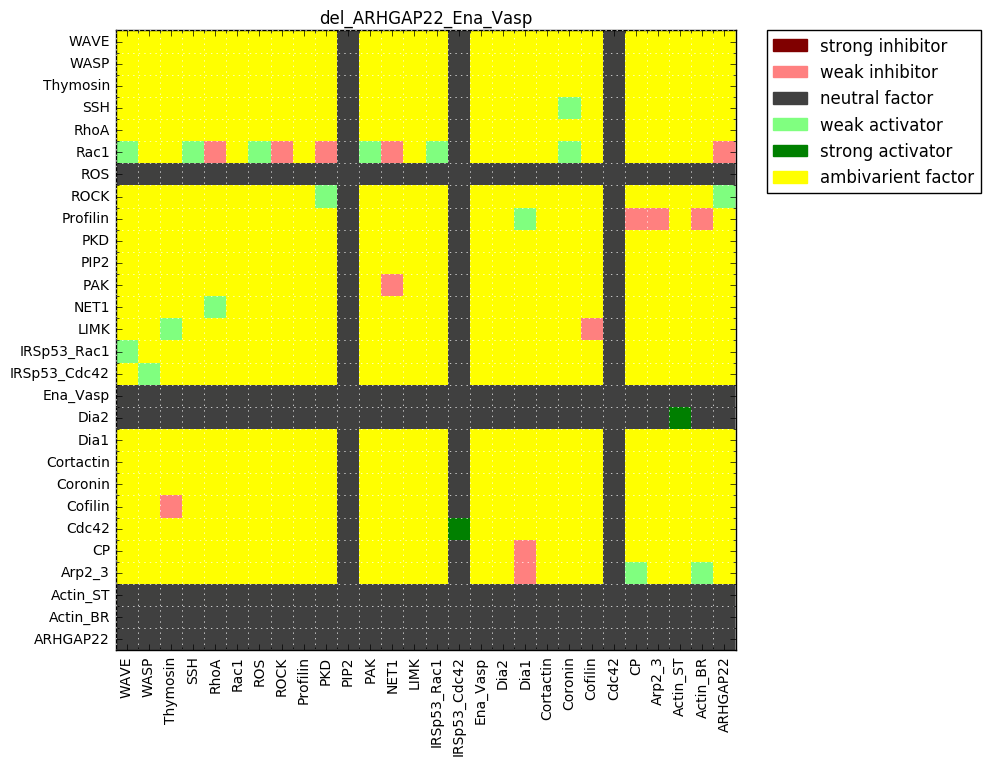 del_ARHGAP22_Ena_Vasp
WAVE
WASP
Thymosin
SSH
RhoA
Rac1
ROS
ROCK
Profilin
PKD
PIP2
PAK
NET1
LIMK
IRSp53_Rac1
IRSp53_Cdc42
Ena_Vasp
Dia2
Dia1
Cortactin
Coronin
Cofilin
Cdc42
CP
Arp2_3
Actin_ST
Actin_BR
ARHGAP22
WAVE
WASP
Thymosin
SSH
RhoA
Rac1
ROS
ROCK
Profilin
PKD
PIP2
PAK
NET1
LIMK
IRSp53_Rac1
IRSp53_Cdc42
Ena_Vasp
Dia2
Dia1
Cortactin
Coronin
Cofilin
Cdc42
CP
Arp2_3
Actin_ST
Actin_BR
ARHGAP22
strong inhibitor
weak inhibitor
neutral factor
weak activator
strong activator
ambivarient factor